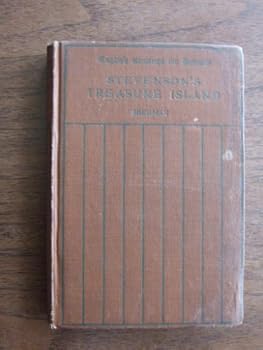 English Readings for Schools
STEVENSON'S
TREASURE ISLAND